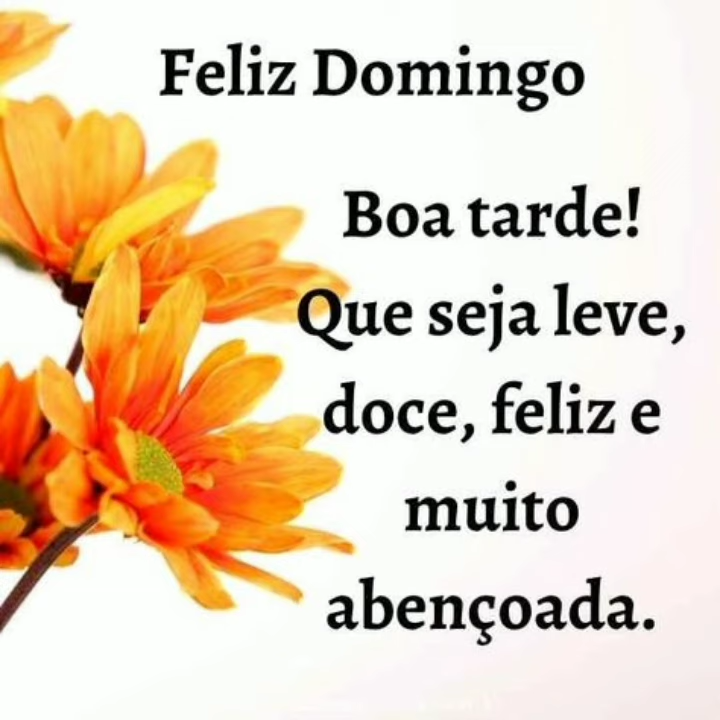 Feliz Domingo
Boa tarde!
Que seja leve,
doce, feliz e
muito
abençoada.